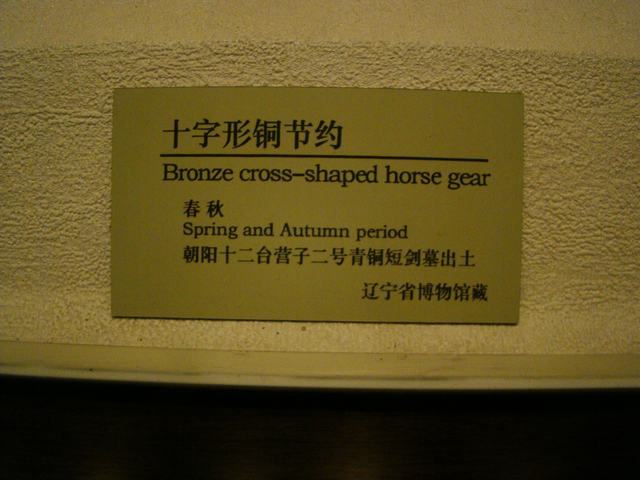 十字形铜节约
Bronze cross-shaped horse gear
春秋
Spring and Autumn period
朝阳十二台营子二号青铜短剑墓出土
辽宁省博物馆藏